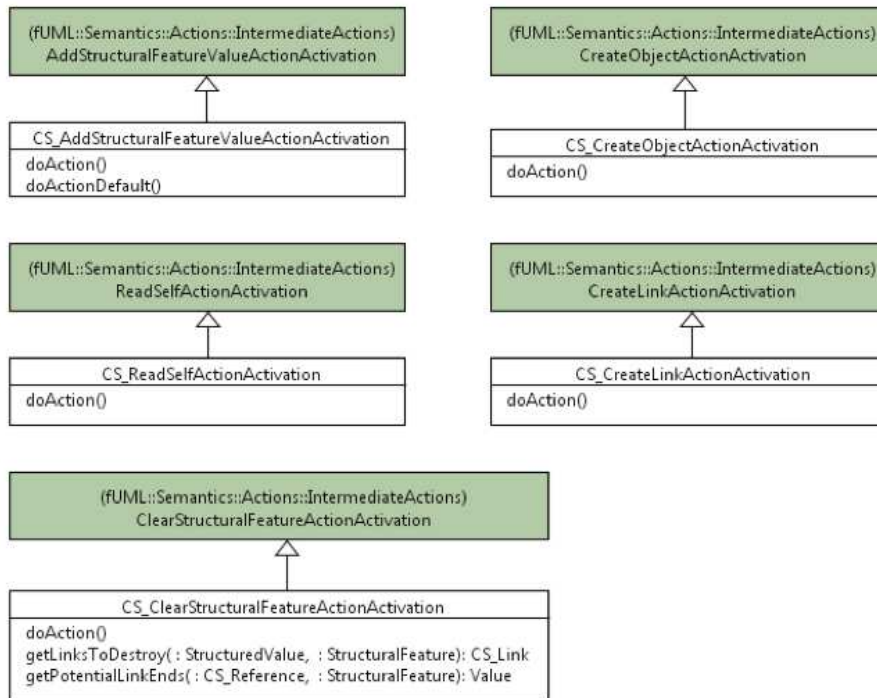 (fUML::Semantics::Actions::IntermediateActions)
AddStructuralFeatureValueActionActivation
CS_AddStructuralFeatureValueActionActivation
doAction()
doActionDefault()
(fUML::Semantics::Actions::IntermediateActions)
CreateObjectActionActivation
CS_CreateObjectActionActivation
doAction()
(fUML::Semantics::Actions::IntermediateActions)
ReadSelfActionActivation
CS_ReadSelfActionActivation
doAction()
(fUML::Semantics::Actions::IntermediateActions)
CreateLinkActionActivation
CS_CreateLinkActionActivation
doAction()
(fUML::Semantics::Actions::IntermediateActions)
ClearStructuralFeatureActionActivation
CS_ClearStructuralFeatureActionActivation
doAction()
getLinksToDestroy( : StructuredValue, : StructuralFeature): CS_Link
getPotentialLinkEnds( : CS_Reference, : StructuralFeature): Value